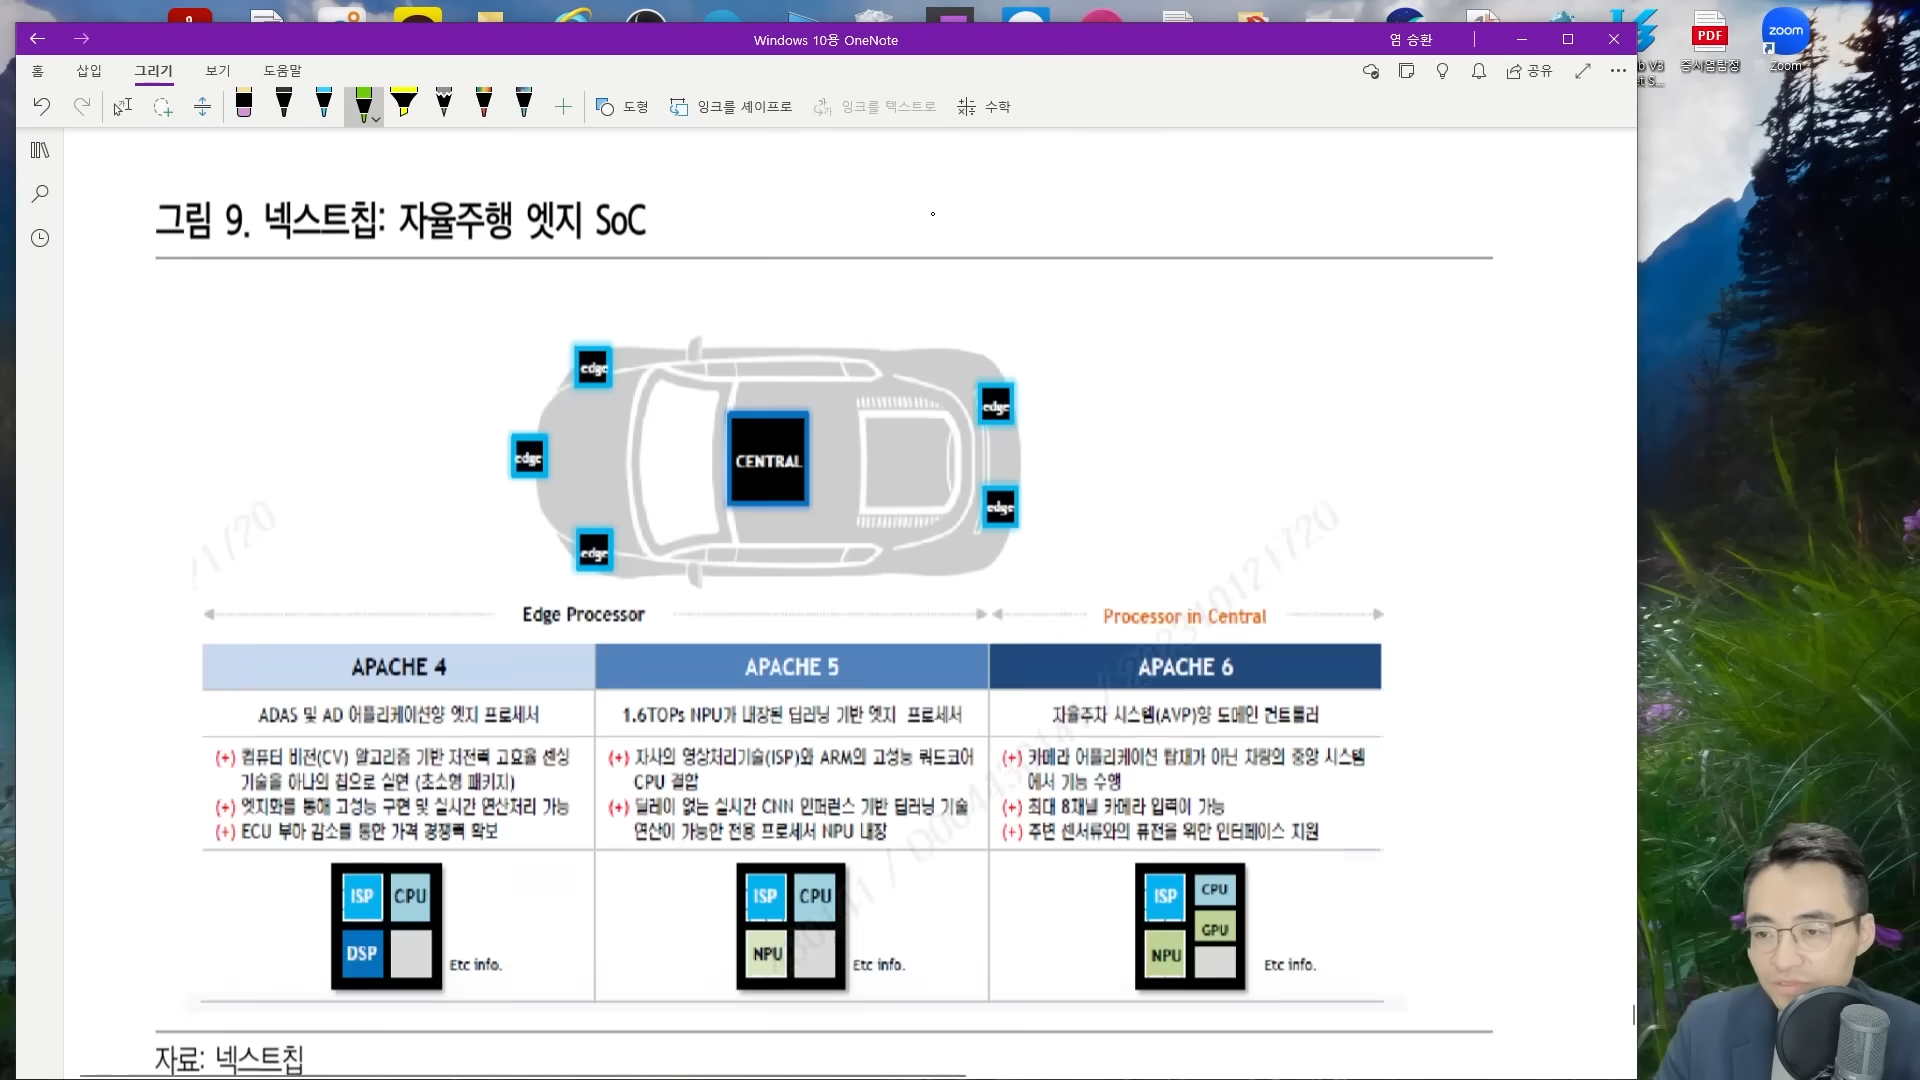 Windows 10용 OneNote
염 승환
홈 삽입 그리기 보기 도움말
공유
도형 잉크를 셰이프로 잉크를 텍스트로 수학
PDF
zoom
증시염탐정
Zoom
그림 9. 넥스트칩: 자율주행 엣지 SoC
edge
edge
edge
CENTRAL
edge
edge
Edge Processor
Processor in Central
APACHE 4
APACHE 5
APACHE 6
ADAS 및 AD 어플리케이션향 엣지 프로세서
1.6TOPs NPU가 내장된 딥러닝 기반 엣지 프로세서
자율주차 시스템(AVP)향 도메인 컨트롤러
(+) 컴퓨터 비전(CV) 알고리즘 기반 저전력 고효율 센싱
기술을 하나의 칩으로 실현 (초소형 패키지)
(+) 엣지화를 통해 고성능 구현 및 실시간 연산처리 가능
(+) ECU 부하 감소를 통한 가격 경쟁력 확보
(+) 자사의 영상처리기술(ISP)와 ARM의 고성능 쿼드코어
CPU 결합
(+) 딜레이 없는 실시간 CNN 인퍼런스 기반 딥러닝 기술
연산이 가능한 전용 프로세서 NPU 내장
(+) 카메라 어플리케이션 탑재가 아닌 차량의 중앙 시스템
에서 기능 수행
(+) 최대 8채널 카메라 입력이 가능
(+) 주변 센서류와의 퓨전을 위한 인터페이스 지원
ISP CPU
DSP
Etc info.
ISP CPU
NPU
Etc info.
ISP CPU
GPU
NPU
Etc info.
자료: 넥스트칩